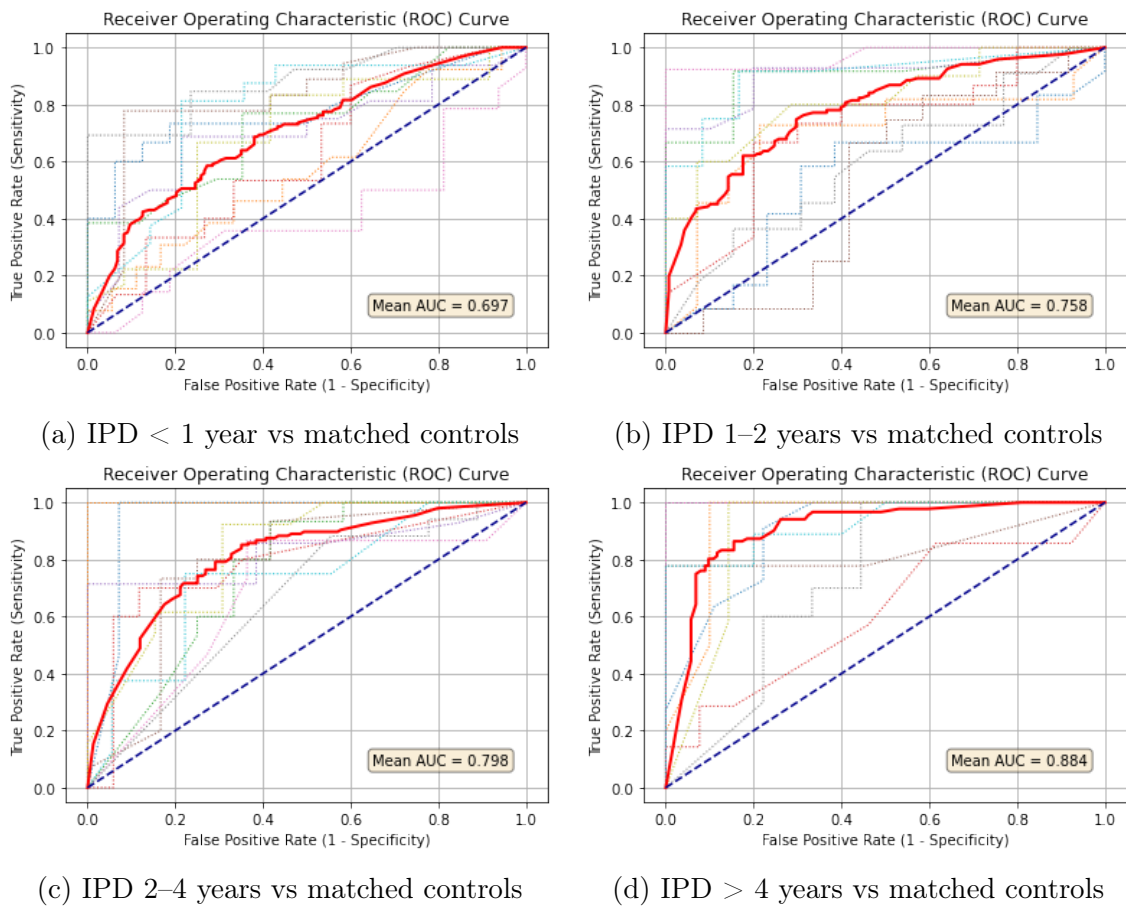 Receiver Operating Characteristic (ROC) Curve
True Positive Rate (Sensitivity)
1.0
0.8
0.6
0.4
0.2
0.0
Mean AUC = 0.697
0.0 0.2 0.4 0.6 0.8 1.0
False Positive Rate (1 - Specificity)
(a) IPD < 1 year vs matched controls
Receiver Operating Characteristic (ROC) Curve
True Positive Rate (Sensitivity)
1.0
0.8
0.6
0.4
0.2
0.0
Mean AUC = 0.758
0.0 0.2 0.4 0.6 0.8 1.0
False Positive Rate (1 - Specificity)
(b) IPD 1–2 years vs matched controls
Receiver Operating Characteristic (ROC) Curve
True Positive Rate (Sensitivity)
1.0
0.8
0.6
0.4
0.2
0.0
Mean AUC = 0.798
0.0 0.2 0.4 0.6 0.8 1.0
False Positive Rate (1 - Specificity)
(c) IPD 2–4 years vs matched controls
Receiver Operating Characteristic (ROC) Curve
True Positive Rate (Sensitivity)
1.0
0.8
0.6
0.4
0.2
0.0
Mean AUC = 0.884
0.0 0.2 0.4 0.6 0.8 1.0
False Positive Rate (1 - Specificity)
(d) IPD > 4 years vs matched controls